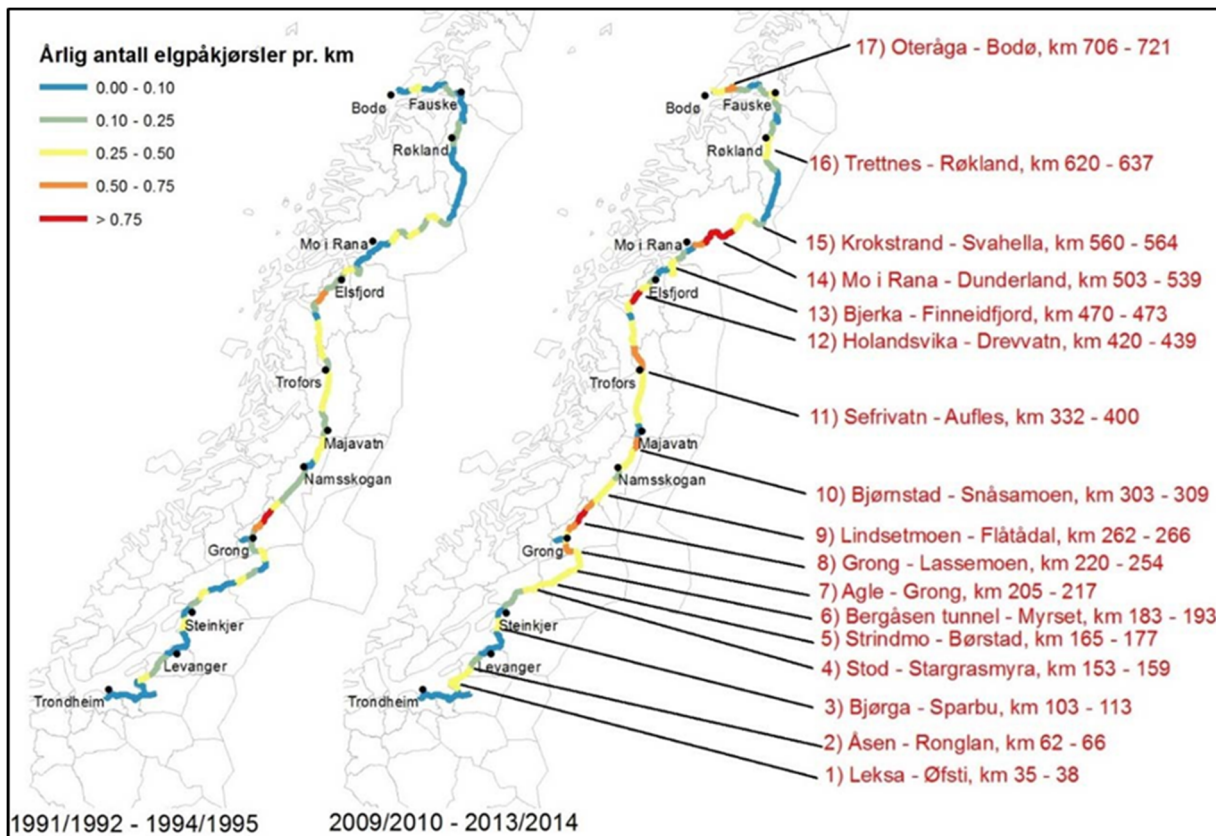 Årlig antall elgpåkjørsler pr. km
0.00 - 0.10
0.10 - 0.25
0.25 - 0.50
0.50 - 0.75
> 0.75
Bodø
Fauske
Røkland
Mo i Rana
Elsfjord
Trofors
Majavatn
Namsskogan
Grong
Steinkjer
Levanger
Trondheim
1991/1992 - 1994/1995
Bodø
Fauske
Røkland
Mo i Rana
Elsfjord
Trofors
Majavatn
Namsskogan
Grong
Steinkjer
Levanger
Trondheim
2009/2010 - 2013/2014
17) Oteråga - Bodø, km 706 - 721
16) Trettnes - Røkland, km 620 - 637
15) Krokstrand - Svahella, km 560 - 564
14) Mo i Rana - Dunderland, km 503 - 539
13) Bjerka - Finneidfjord, km 470 - 473
12) Holandsvika - Drevvatn, km 420 - 439
11) Sefrivatn - Aufles, km 332 - 400
10) Bjørnstad - Snåsamoen, km 303 - 309
9) Lindsetmoen - Flåtådal, km 262 - 266
8) Grong - Lassemoen, km 220 - 254
7) Agle - Grong, km 205 - 217
6) Bergåsen tunnel - Myrset, km 183 - 193
5) Strindmo - Børstad, km 165 - 177
4) Stod - Stargrasmyra, km 153 - 159
3) Bjørga - Sparbu, km 103 - 113
2) Åsen - Ronglan, km 62 - 66
1) Leksa - Øfsti, km 35 - 38